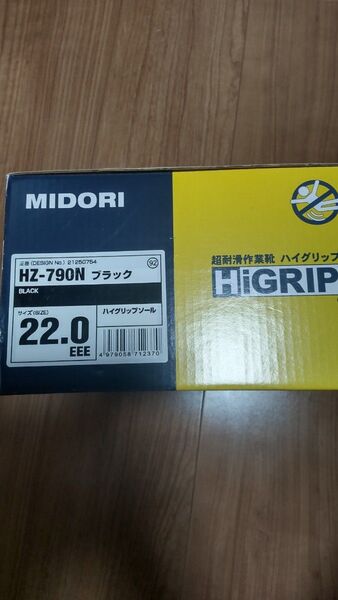 MIDORI
品番 (DESIGN No.) 21250754
92
HZ-790N ブラック
BLACK
サイズ(SIZE)
22.0
EEE
ハイグリップソール
4 979058 712370
超耐滑作業靴 ハイグリップ
HiGRIP